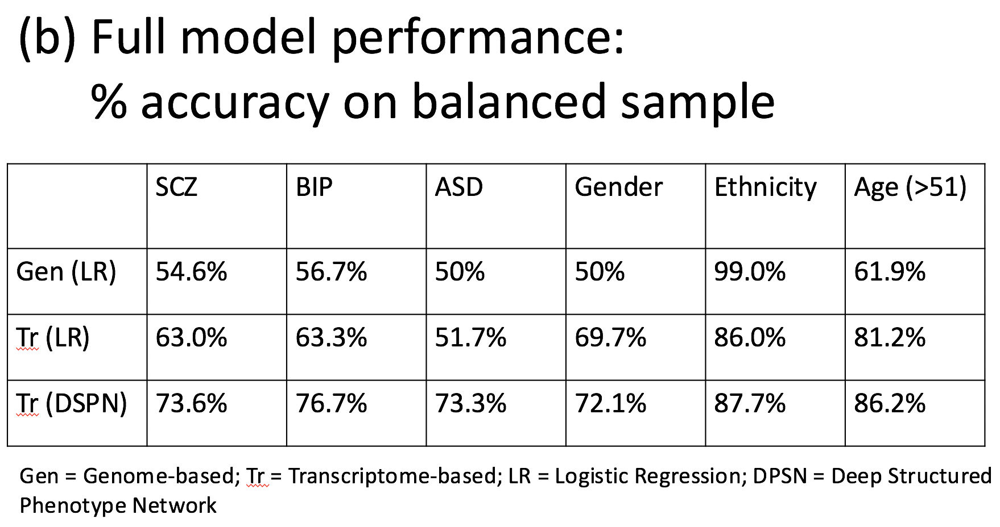 (b) Full model performance:
% accuracy on balanced sample
SCZ BIP ASD Gender Ethnicity Age (>51)
Gen (LR) 54.6% 56.7% 50% 50% 99.0% 61.9%
Tr (LR) 63.0% 63.3% 51.7% 69.7% 86.0% 81.2%
Tr (DSPN) 73.6% 76.7% 73.3% 72.1% 87.7% 86.2%
Gen = Genome-based; Tr = Transcriptome-based; LR = Logistic Regression; DPSN = Deep Structured
Phenotype Network